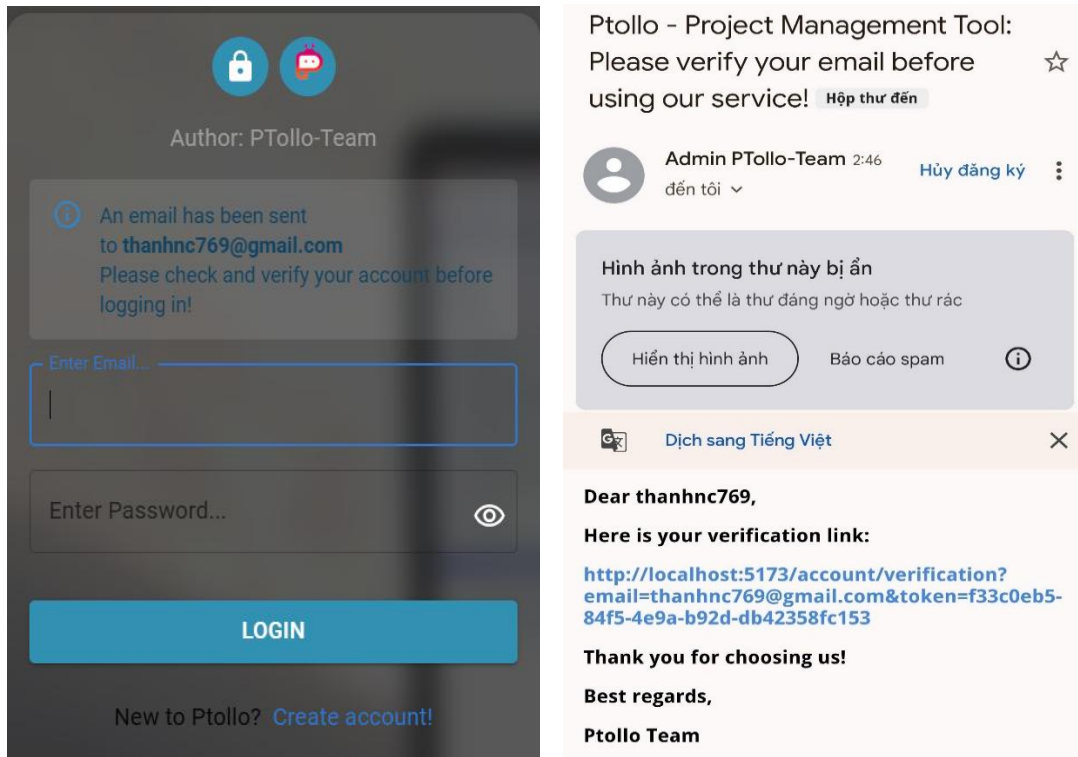 Author: PTollo-Team
An email has been sent
to thanhnc769@gmail.com
Please check and verify your account before
logging in!
Enter Email...
Enter Password...
LOGIN
New to Ptollo? Create account!
Ptollo - Project Management Tool:
Please verify your email before
using our service! Hộp thư đến
Admin PTollo-Team 2:46
Hủy đăng ký
đến tôi
Hình ảnh trong thư này bị ẩn
Thư này có thể là thư đáng ngờ hoặc thư rác
Hiển thị hình ảnh
Báo cáo spam
Dịch sang Tiếng Việt
Dear thanhnc769,
Here is your verification link:
http://localhost:5173/account/verification?
email=thanhnc769@gmail.com&token=f33c0eb5-
84f5-4e9a-b92d-db42358fc153
Thank you for choosing us!
Best regards,
Ptollo Team